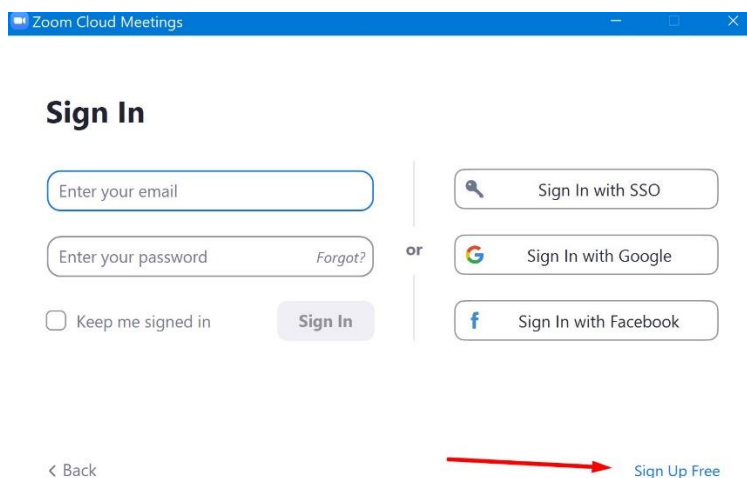 Zoom Cloud Meetings
Sign In
Enter your email
Enter your password Forgot?
Keep me signed in Sign In
or
Sign In with SSO
Sign In with Google
Sign In with Facebook
< Back
Sign Up Free